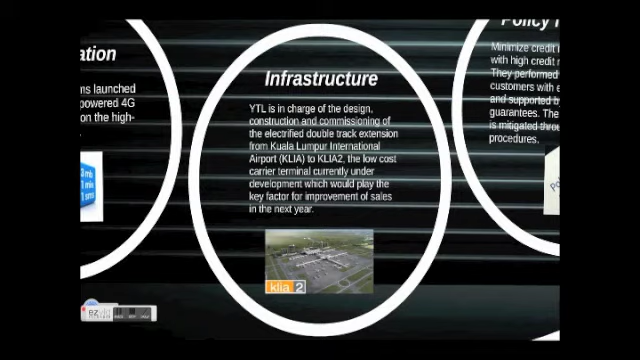 ation
ms launched
powered 4G
on the high-
Infrastructure
YTL is in charge of the design,
construction and commissioning of
the electrified double track extension
from Kuala Lumpur International
Airport (KLIA) to KLIA2, the low cost
carrier terminal currently under
development which would play the
key factor for improvement of sales
in the next year.
klia 2
Policy
Minimize credit
with high credit
They performed
customers with e
and supported b
guarantees. The
is mitigated throu
procedures.
ez